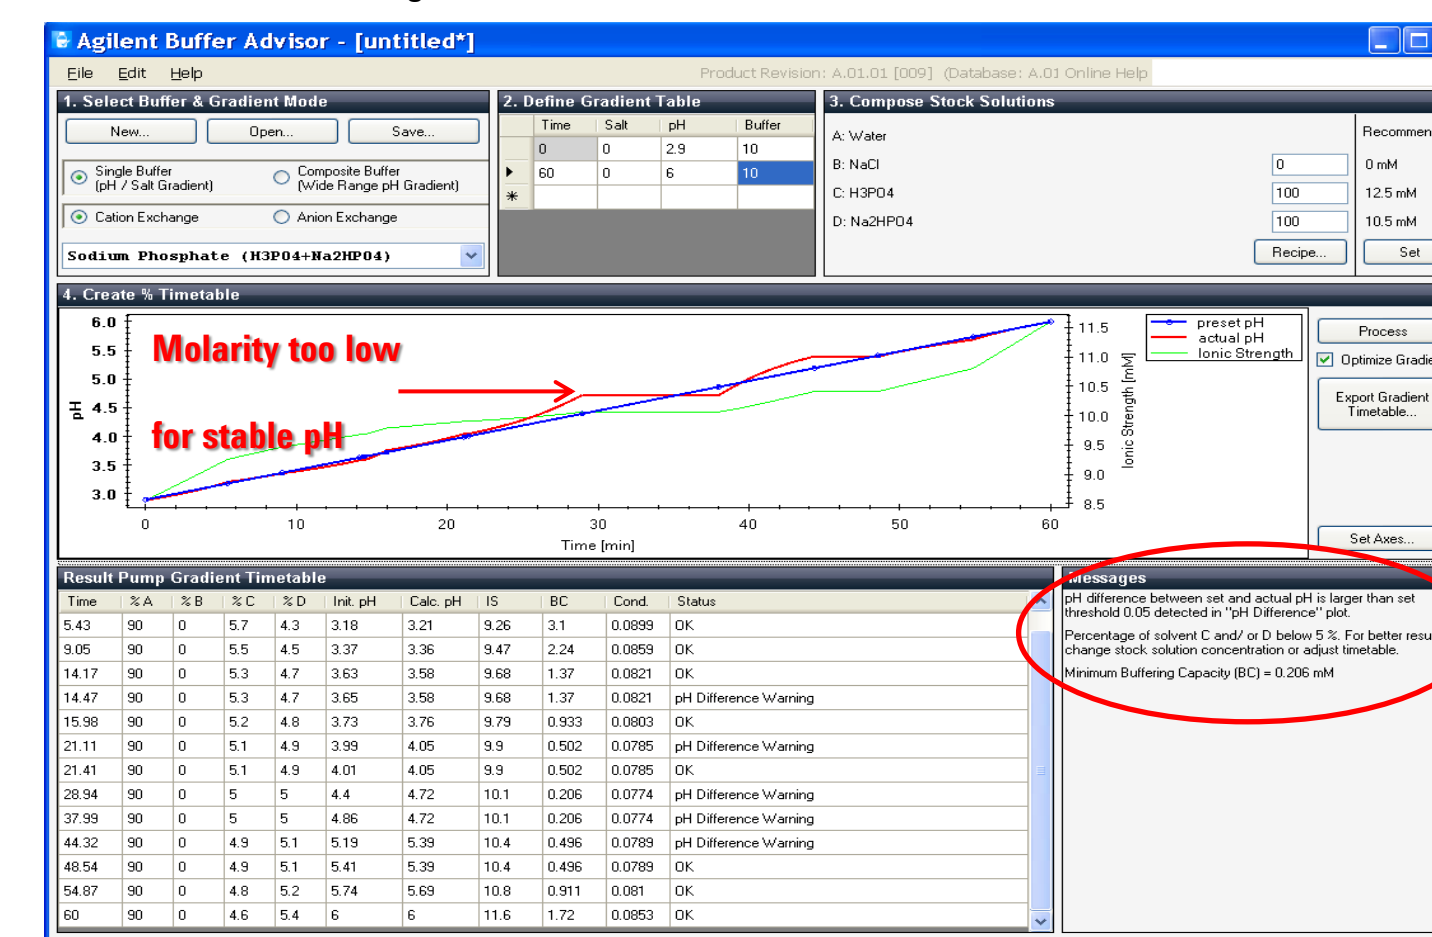 Agilent Buffer Advisor - [untitled*]
File Edit Help
Product Revision: A.01.01 [009] (Database: A.01 Online Help
1. Select Buffer & Gradient Mode
New... Open... Save...
Single Buffer
(pH / Salt Gradient)
Composite Buffer
(Wide Range pH Gradient)
Cation Exchange Anion Exchange
Sodium Phosphate (H3PO4+Na2HPO4)
2. Define Gradient Table
Time Salt pH Buffer
0 0 2.9 10
60 0 6 10
3. Compose Stock Solutions
Recommen
A: Water
B: NaCl 0 0 mM
C: H3PO4 100 12.5 mM
D: Na2HPO4 100 10.5 mM
Recipe... Set
4. Create % Timetable
Molarity too low
for stable pH
pH
6.0
5.5
5.0
4.5
4.0
3.5
3.0
0 10 20 30 40 50 60
Time [min]
11.5
11.0
10.5
10.0
9.5
9.0
8.5
Ionic Strength [mM]
preset pH
actual pH
Ionic Strength
Process
Optimize Gradie
Export Gradient
Timetable...
Set Axes...
Result Pump Gradient Timetable
Time % A % B % C % D Init. pH Calc. pH IS BC Cond. Status
5.43 90 0 5.7 4.3 3.18 3.21 9.26 3.1 0.0899 OK
9.05 90 0 5.5 4.5 3.37 3.36 9.47 2.24 0.0859 OK
14.17 90 0 5.3 4.7 3.63 3.58 9.68 1.37 0.0821 OK
14.47 90 0 5.3 4.7 3.65 3.58 9.68 1.37 0.0821 pH Difference Warning
15.98 90 0 5.2 4.8 3.73 3.76 9.79 0.933 0.0803 OK
21.11 90 0 5.1 4.9 3.99 4.05 9.9 0.502 0.0785 pH Difference Warning
21.41 90 0 5.1 4.9 4.01 4.05 9.9 0.502 0.0785 OK
28.94 90 0 5 5 4.4 4.72 10.1 0.206 0.0774 pH Difference Warning
37.99 90 0 5 5 4.86 4.72 10.1 0.206 0.0774 pH Difference Warning
44.32 90 0 4.9 5.1 5.19 5.39 10.4 0.496 0.0789 pH Difference Warning
48.54 90 0 4.9 5.1 5.41 5.39 10.4 0.496 0.0789 OK
54.87 90 0 4.8 5.2 5.74 5.69 10.8 0.911 0.081 OK
60 90 0 4.6 5.4 6 6 11.6 1.72 0.0853 OK
Messages
pH difference between set and actual pH is larger than set
threshold 0.05 detected in "pH Difference" plot.
Percentage of solvent C and/ or D below 5 %. For better resu
change stock solution concentration or adjust timetable.
Minimum Buffering Capacity (BC) = 0.206 mM